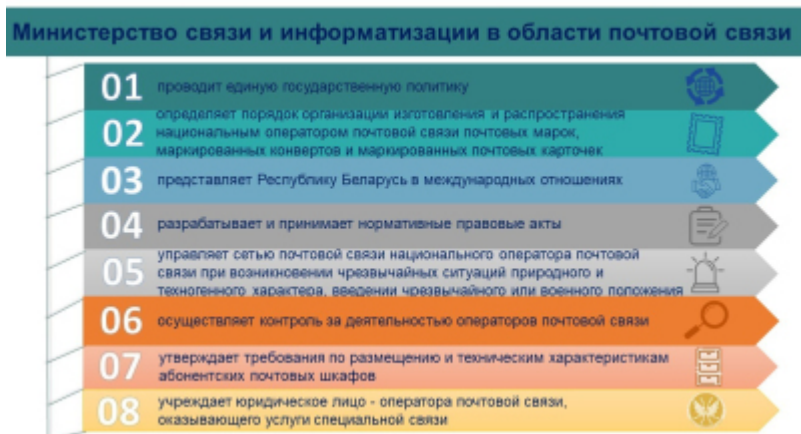 Министерство связи и информатизации в области почтовой связи
01 проводит единую государственную политику
02 определяет порядок организации изготовления и распространения
национальным оператором почтовой связи почтовых марок,
маркированных конвертов и маркированных почтовых карточек
03 представляет Республику Беларусь в международных отношениях
04 разрабатывает и принимает нормативные правовые акты
05 управляет сетью почтовой связи национального оператора почтовой
связи при возникновении чрезвычайных ситуаций природного и
техногенного характера, введении чрезвычайного или военного положения
06 осуществляет контроль за деятельностью операторов почтовой связи
07 утверждает требования по размещению и техническим характеристикам
абонентских почтовых шкафов
08 учреждает юридическое лицо - оператора почтовой связи,
оказывающего услуги специальной связи